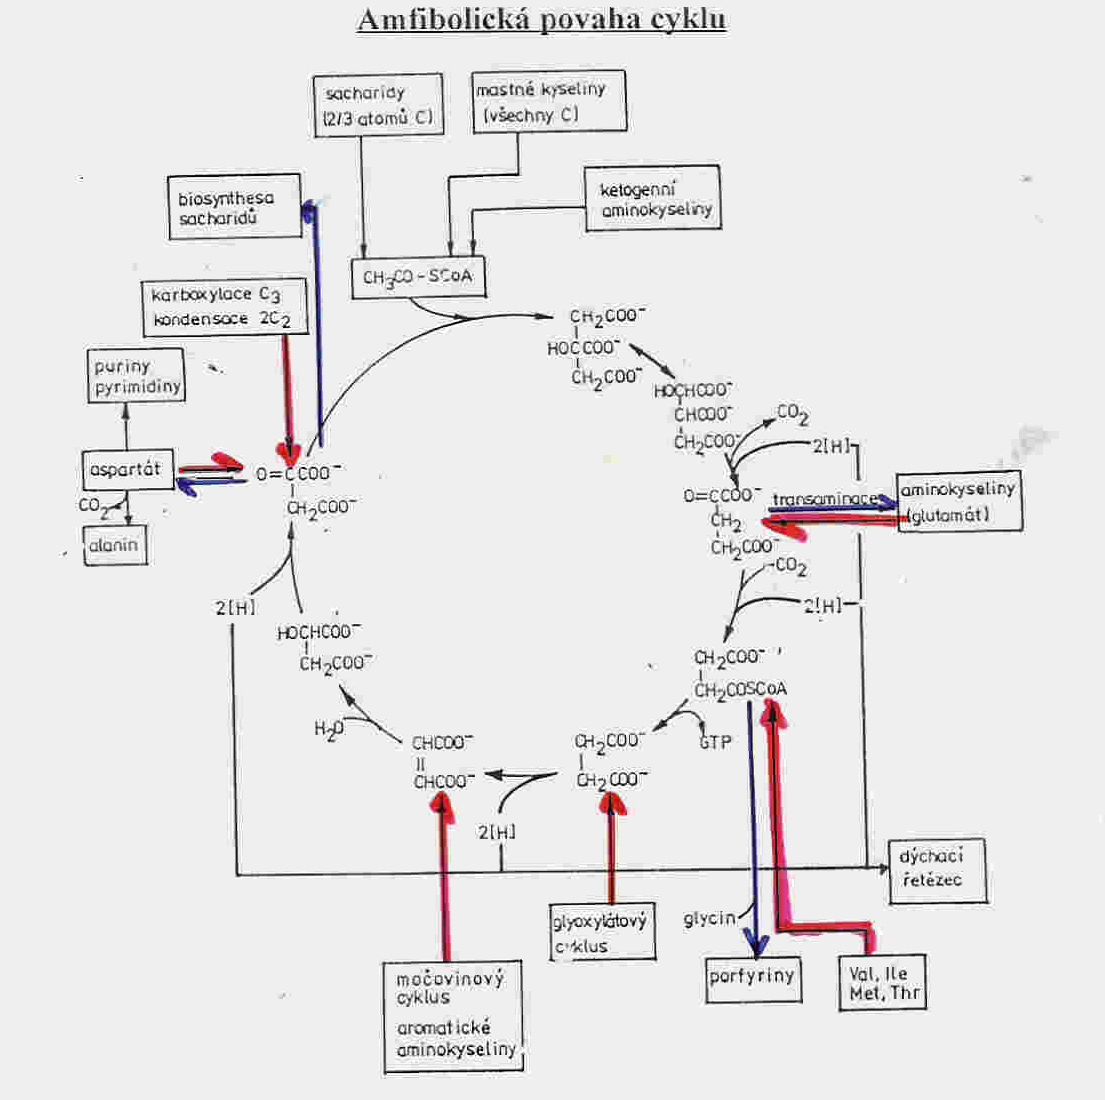 Amfibolická povaha cyklu
sacharidy
(2/3 atomů C)
mastné kyseliny
(všechny C)
ketogenní
aminokyseliny
biosynthesa
sacharidů
CH₃CO-SCoA
karboxylace C₃
kondensace 2C₂
CH₂COO⁻
HOCCOO⁻
CH₂COO⁻
puriny
pyrimidiny
HOCHCOO⁻
CHCOO⁻
CH₂COO⁻
CO₂
2[H]
aspartát
O=CCOO⁻
CH₂COO⁻
CO₂
alanin
O=CCOO⁻
CH₂
CH₂COO⁻
transaminace
aminokyseliny
(glutamát)
CO₂
2[H]
2[H]
HOCHCOO⁻
CH₂COO⁻
CH₂COO⁻
CH₂COSCoA
H₂O
CHCOO⁻
CHCOO⁻
CH₂COO⁻
CH₂COO⁻
GTP
2[H]
dýchací
řetězec
glyoxylátový
cyklus
glycin
porfyriny
Val, Ile
Met, Thr
močovinový
cyklus
aromatické
aminokyseliny